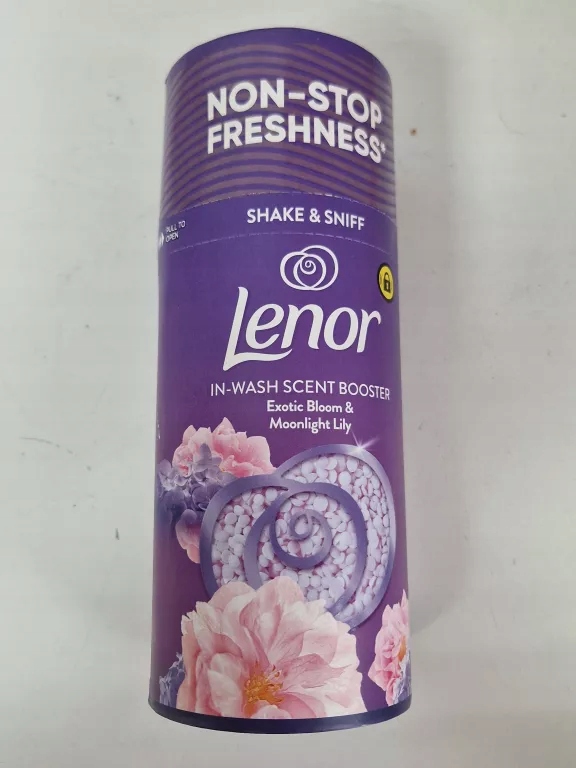 NON-STOP
FRESHNESS*
SHAKE & SNIFF
PULL TO
OPEN
Lenor
IN-WASH SCENT BOOSTER
Exotic Bloom &
Moonlight Lily